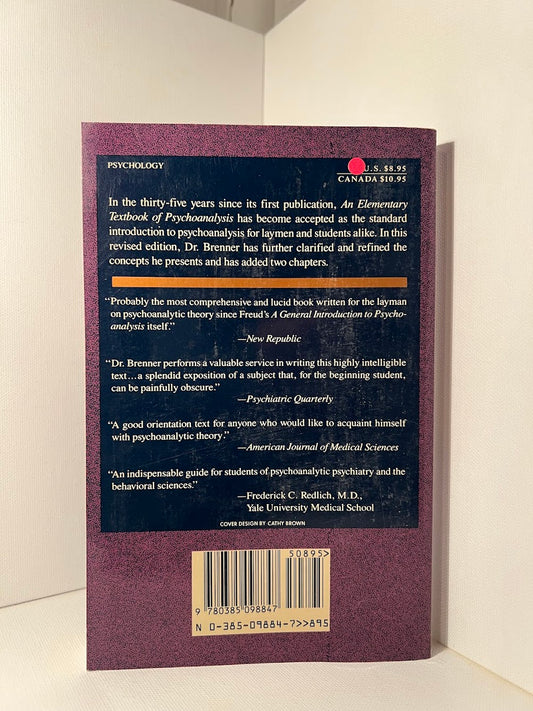 PSYCHOLOGY
U.S. $8.95
CANADA $10.95
In the thirty-five years since its first publication, An Elementary
Textbook of Psychoanalysis has become accepted as the standard
introduction to psychoanalysis for laymen and students alike. In this
revised edition, Dr. Brenner has further clarified and refined the
concepts he presents and has added two chapters.
“Probably the most comprehensive and lucid book written for the layman
on psychoanalytic theory since Freud’s A General Introduction to Psycho-
analysis itself.”
—New Republic
“Dr. Brenner performs a valuable service in writing this highly intelligible
text...a splendid exposition of a subject that, for the beginning student,
can be painfully obscure.”
—Psychiatric Quarterly
“A good orientation text for anyone who would like to acquaint himself
with psychoanalytic theory.”
—American Journal of Medical Sciences
“An indispensable guide for students of psychoanalytic psychiatry and the
behavioral sciences.”
—Frederick C. Redlich, M.D.,
Yale University Medical School
COVER DESIGN BY CATHY BROWN
50895>
9 780385 098847
N 0-385-09884-7>>895